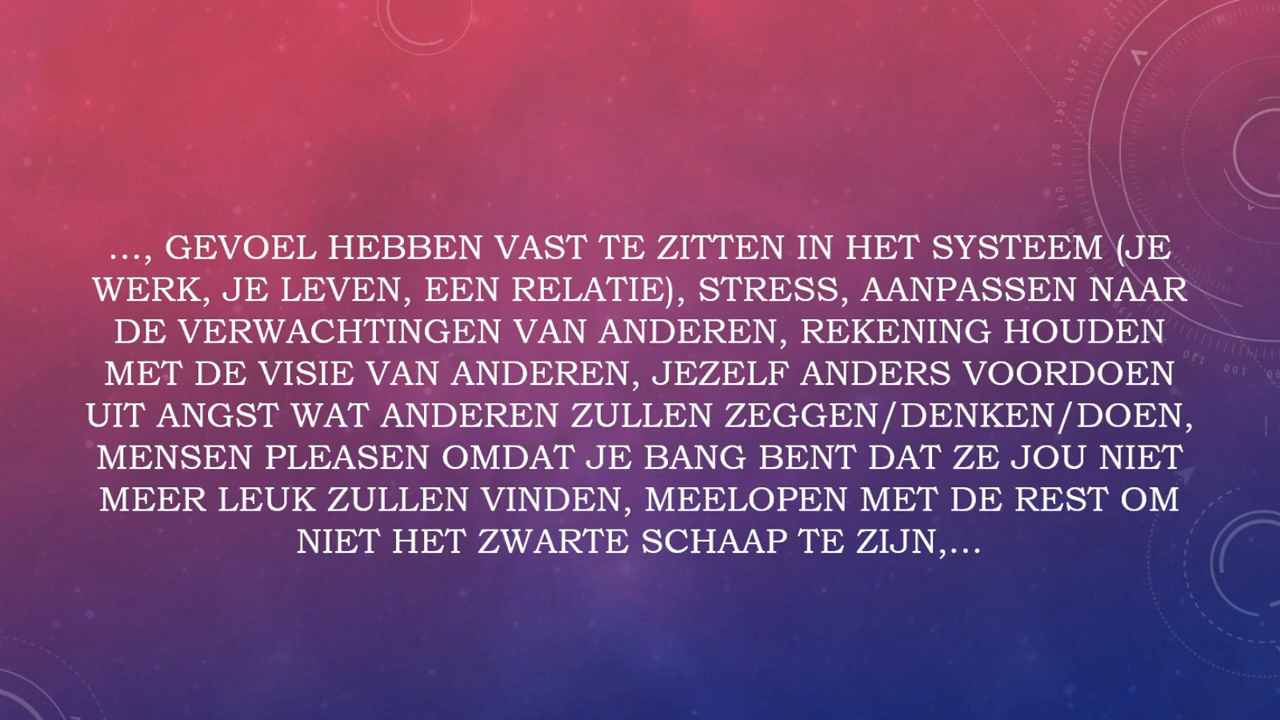 ..., GEVOEL HEBBEN VAST TE ZITTEN IN HET SYSTEEM (JE
WERK, JE LEVEN, EEN RELATIE), STRESS, AANPASSEN NAAR
DE VERWACHTINGEN VAN ANDEREN, REKENING HOUDEN
MET DE VISIE VAN ANDEREN, JEZELF ANDERS VOORDOEN
UIT ANGST WAT ANDEREN ZULLEN ZEGGEN/DENKEN/DOEN,
MENSEN PLEASEN OMDAT JE BANG BENT DAT ZE JOU NIET
MEER LEUK ZULLEN VINDEN, MEELOPEN MET DE REST OM
NIET HET ZWARTE SCHAAP TE ZIJN,...